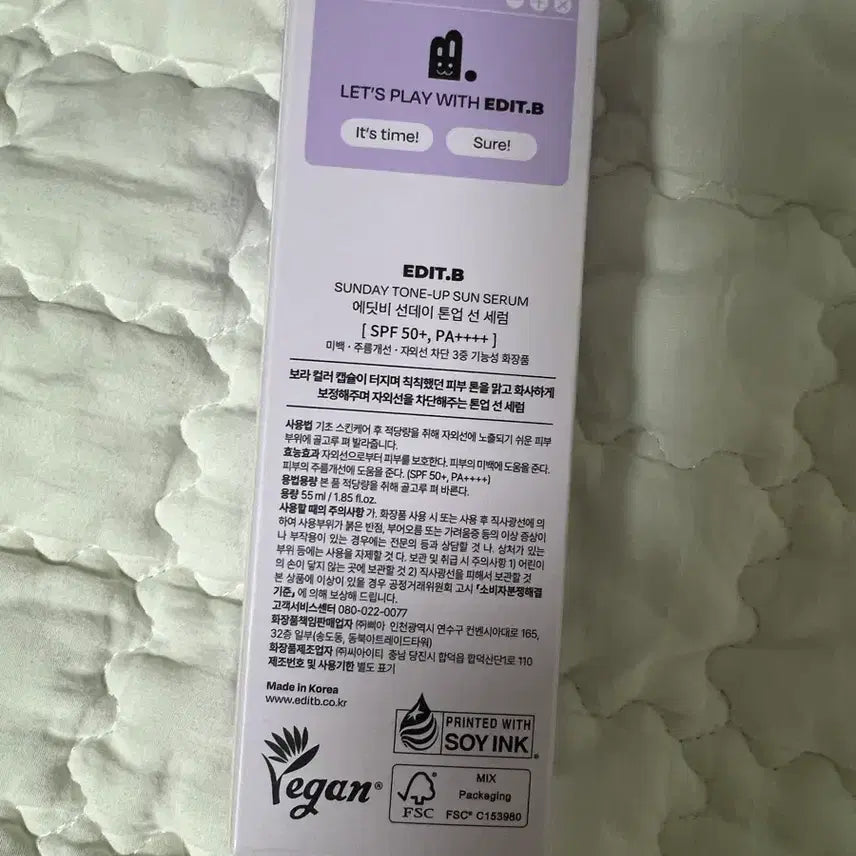 LET'S PLAY WITH EDIT.B
It's time!
Sure!
EDIT.B
SUNDAY TONE-UP SUN SERUM
에딧비 선데이 톤업 선 세럼
[ SPF 50+, PA++++ ]
미백 · 주름개선 · 자외선 차단 3중 기능성 화장품
보라 컬러 캡슐이 터지며 칙칙했던 피부 톤을 맑고 화사하게
보정해주며 자외선을 차단해주는 톤업 선 세럼
사용법 기초 스킨케어 후 적당량을 취해 자외선에 노출되기 쉬운 피부
부위에 골고루 펴 발라줍니다.
효능효과 자외선으로부터 피부를 보호한다. 피부의 미백에 도움을 준다.
피부의 주름개선에 도움을 준다. (SPF 50+, PA++++)
용법용량 본 품 적당량을 취해 골고루 펴 바른다.
용량 55 ml / 1.85 fl.oz.
사용할 때의 주의사항 가. 화장품 사용 시 또는 사용 후 직사광선에 의
하여 사용부위가 붉은 반점, 부어오름 또는 가려움증 등의 이상 증상이
나 부작용이 있는 경우에는 전문의 등과 상담할 것 나. 상처가 있는
부위 등에는 사용을 자제할 것 다. 보관 및 취급 시 주의사항 1) 어린이
의 손이 닿지 않는 곳에 보관할 것 2) 직사광선을 피해서 보관할 것
본 상품에 이상이 있을 경우 공정거래위원회 고시 「소비자분쟁해결
기준」에 의해 보상해 드립니다.
고객서비스센터 080-022-0077
화장품책임판매업자 ㈜삐아 인천광역시 연수구 컨벤시아대로 165,
32층 일부(송도동, 동북아트레이드타워)
화장품제조업자 ㈜씨아이티 충남 당진시 합덕읍 합덕산단1로 110
제조번호 및 사용기한 별도 표기
Made in Korea
www.editb.co.kr
PRINTED WITH
SOY INK
Vegan®
FSC
MIX
Packaging
FSC® C153980